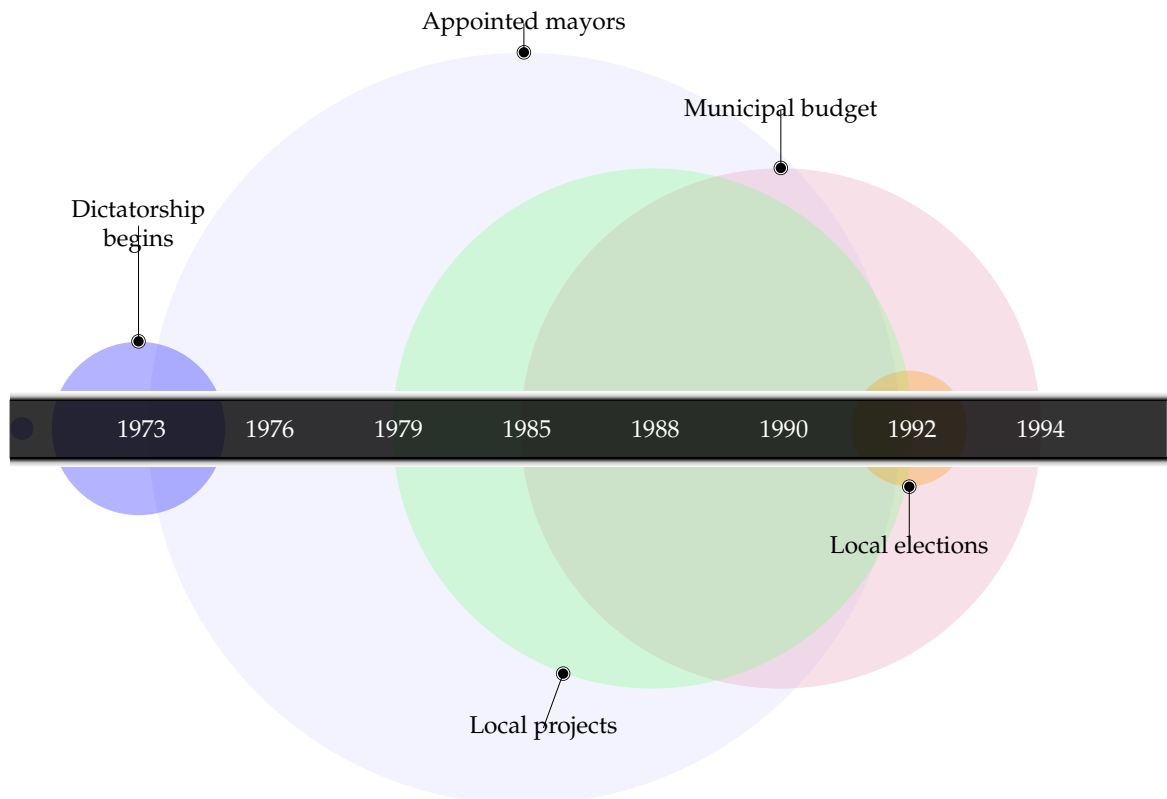 Appointed mayors
Municipal budget
Dictatorship
begins
1973 1976 1979 1985 1988 1990 1992 1994
Local elections
Local projects